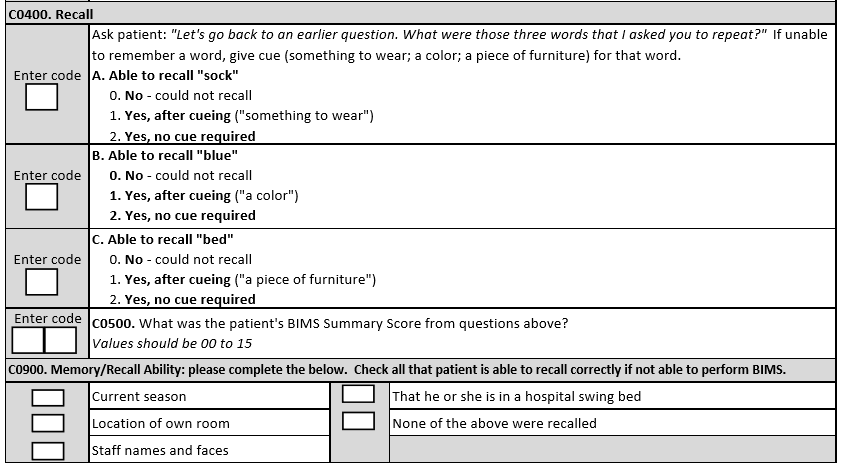 C0400. Recall
Ask patient: "Let's go back to an earlier question. What were those three words that I asked you to repeat?" If unable
to remember a word, give cue (something to wear; a color; a piece of furniture) for that word.
Enter code
A. Able to recall "sock"
0. No - could not recall
1. Yes, after cueing ("something to wear")
2. Yes, no cue required
B. Able to recall "blue"
Enter code
0. No - could not recall
1. Yes, after cueing ("a color")
2. Yes, no cue required
C. Able to recall "bed"
Enter code
0. No - could not recall
1. Yes, after cueing ("a piece of furniture")
2. Yes, no cue required
Enter code
C0500. What was the patient's BIMS Summary Score from questions above?
Values should be 00 to 15
C0900. Memory/Recall Ability: please complete the below. Check all that patient is able to recall correctly if not able to perform BIMS.
Current season
That he or she is in a hospital swing bed
Location of own room
None of the above were recalled
Staff names and faces